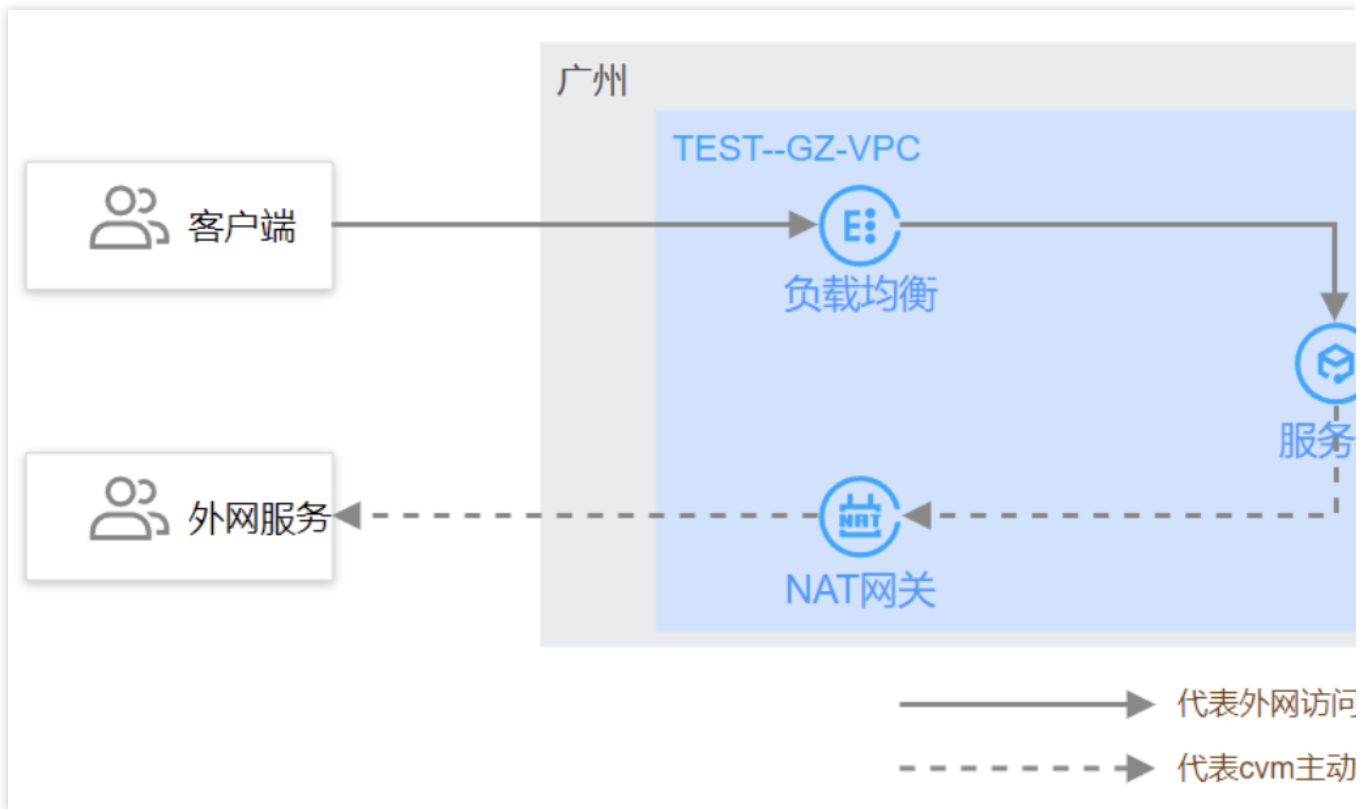 广州
TEST--GZ-VPC
客户端
负载均衡
服务
外网服务
NAT
NAT网关
代表外网访问
代表cvm主动